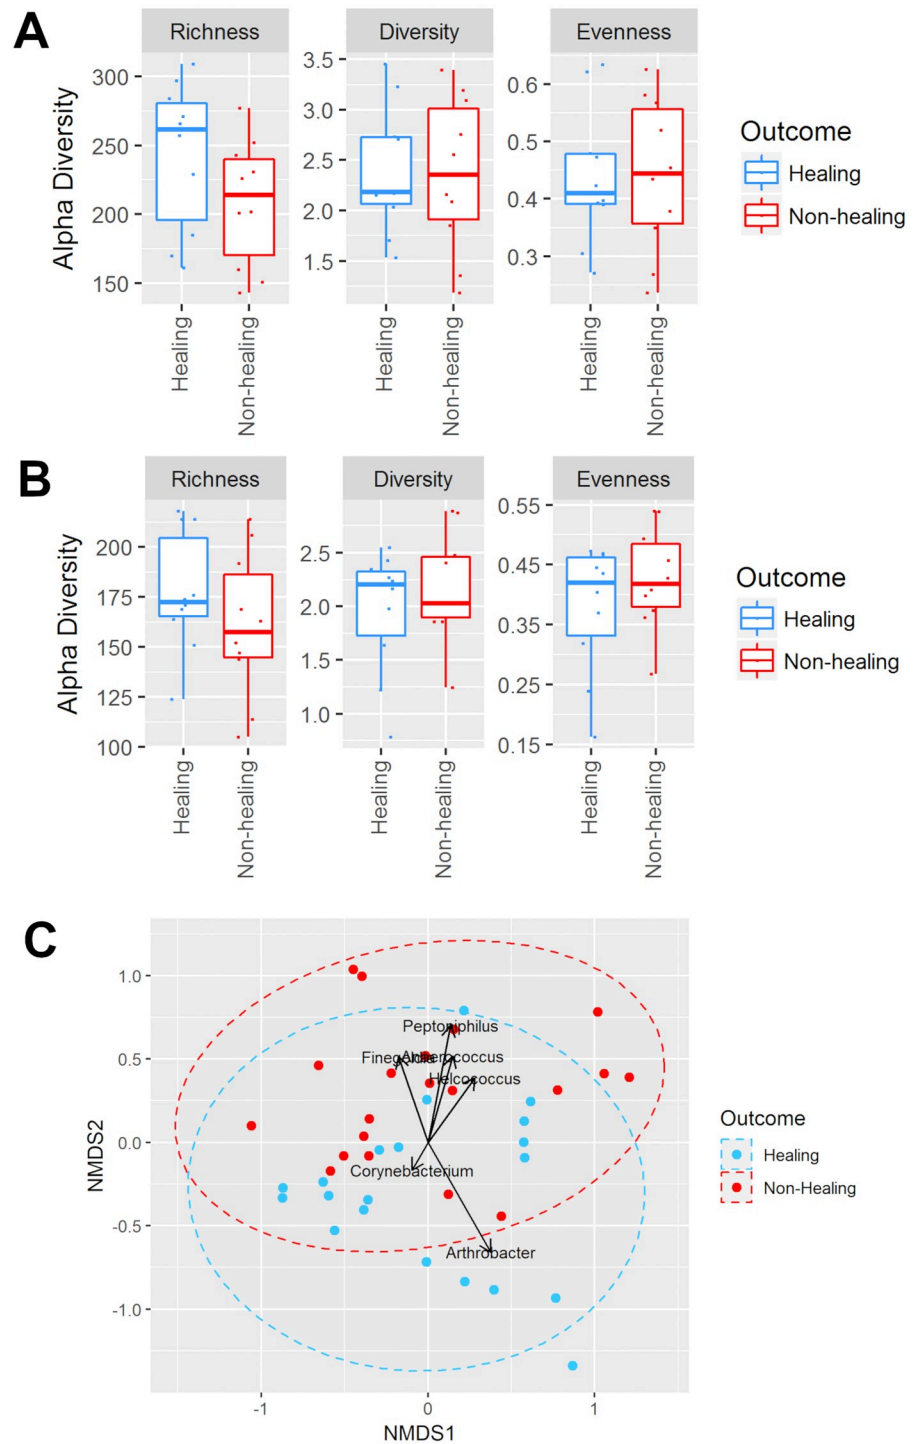 A
Richness
Diversity
Evenness
Alpha Diversity
300
250
200
150
3.5
3.0
2.5
2.0
1.5
0.6
0.5
0.4
0.3
Healing
Non-healing
Healing
Non-healing
Healing
Non-healing
Outcome
Healing
Non-healing
B
Richness
Diversity
Evenness
Alpha Diversity
200
175
150
125
100
2.5
2.0
1.5
1.0
0.55
0.45
0.35
0.25
0.15
Healing
Non-healing
Healing
Non-healing
Healing
Non-healing
Outcome
Healing
Non-healing
C
NMDS2
1.0
0.5
0.0
-0.5
-1.0
Peptoniphilus
Finegoldia
Anaerococcus
Helcococcus
Corynebacterium
Arthrobacter
-1
0
1
NMDS1
Outcome
Healing
Non-Healing